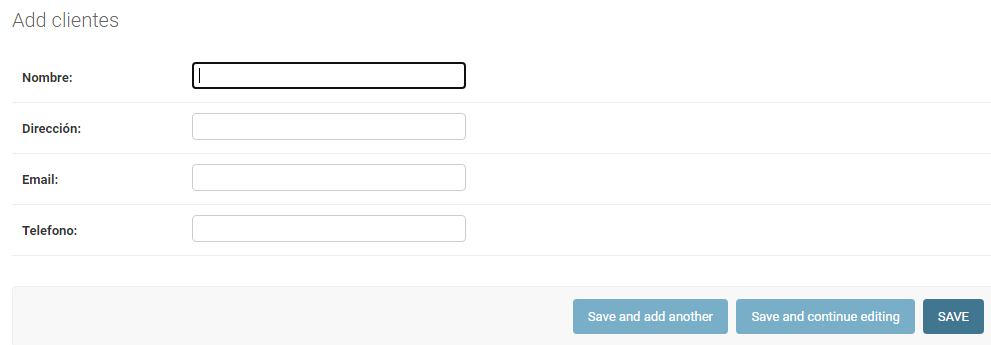 Add clientes
Nombre:
Dirección:
Email:
Telefono:
Save and add another
Save and continue editing
SAVE